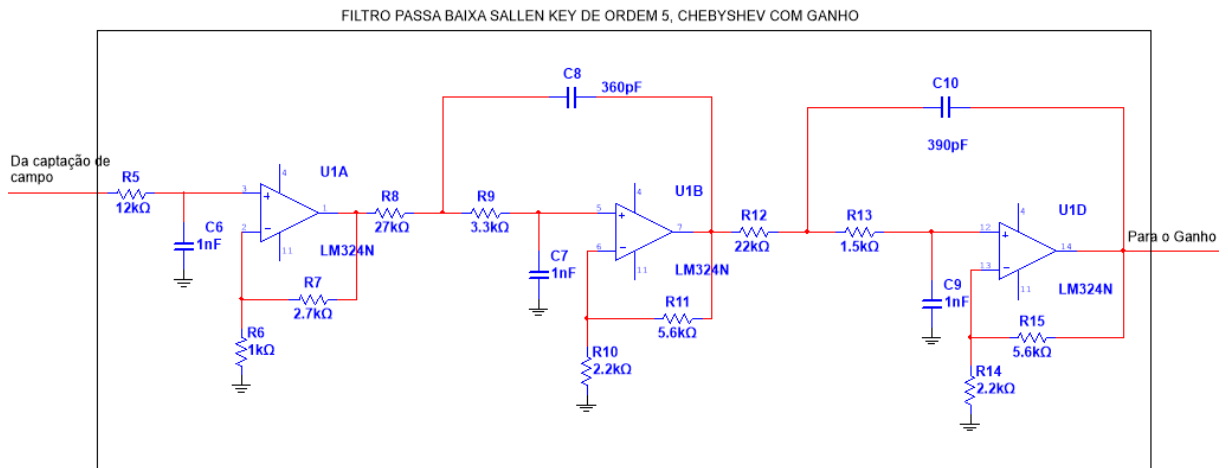 FILTRO PASSA BAIXA SALLEN KEY DE ORDEM 5, CHEBYSHEV COM GANHO
C8
360pF
C10
390pF
Da captação de
campo
R5
12kΩ
C6
1nF
3
2
4
11
1
U1A
LM324N
R7
2.7kΩ
R6
1kΩ
R8
27kΩ
R9
3.3kΩ
C7
1nF
5
6
4
11
7
U1B
LM324N
R11
5.6kΩ
R10
2.2kΩ
R12
22kΩ
R13
1.5kΩ
C9
1nF
12
13
4
11
14
U1D
LM324N
R15
5.6kΩ
R14
2.2kΩ
Para o Ganho